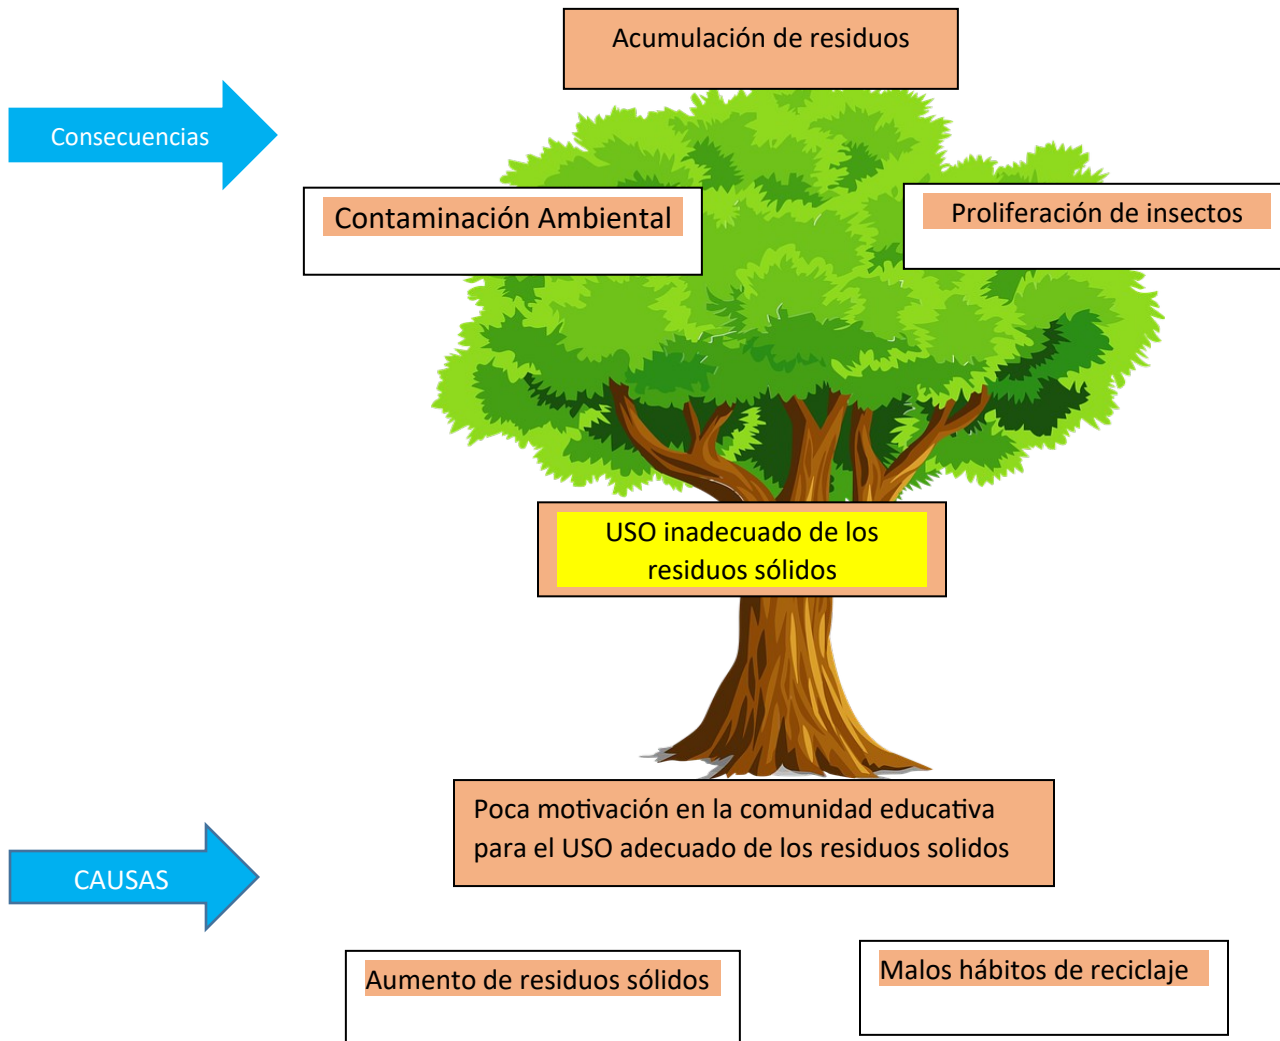 Acumulación de residuos
Consecuencias
Contaminación Ambiental
Proliferación de insectos
USO inadecuado de los
residuos sólidos
Poca motivación en la comunidad educativa
para el USO adecuado de los residuos solidos
CAUSAS
Aumento de residuos sólidos
Malos hábitos de reciclaje